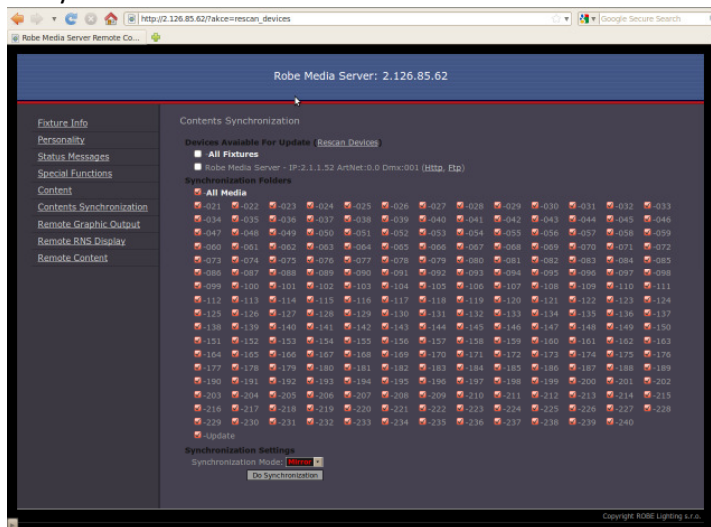 http://2.126.85.62/?akce=rescan_devices
Google Secure Search
Robe Media Server Remote Co...
Robe Media Server: 2.126.85.62
Fixture Info
Personality
Status Messages
Special Functions
Content
Contents Synchronization
Remote Graphic Output
Remote RNS Display
Remote Content
Contents Synchronization
Devices Avaiable For Update (Rescan Devices)
-All Fixtures
Robe Media Server - IP:2.1.1.52 ArtNet:0.0 Dmx:001 (Http, Ftp)
Synchronization Folders
-All Media
-021 -022 -023 -024 -025 -026 -027 -028 -029 -030 -031 -032 -033
-034 -035 -036 -037 -038 -039 -040 -041 -042 -043 -044 -045 -046
-047 -048 -049 -050 -051 -052 -053 -054 -055 -056 -057 -058 -059
-060 -061 -062 -063 -064 -065 -066 -067 -068 -069 -070 -071 -072
-073 -074 -075 -076 -077 -078 -079 -080 -081 -082 -083 -084 -085
-086 -087 -088 -089 -090 -091 -092 -093 -094 -095 -096 -097 -098
-099 -100 -101 -102 -103 -104 -105 -106 -107 -108 -109 -110 -111
-112 -113 -114 -115 -116 -117 -118 -119 -120 -121 -122 -123 -124
-125 -126 -127 -128 -129 -130 -131 -132 -133 -134 -135 -136 -137
-138 -139 -140 -141 -142 -143 -144 -145 -146 -147 -148 -149 -150
-151 -152 -153 -154 -155 -156 -157 -158 -159 -160 -161 -162 -163
-164 -165 -166 -167 -168 -169 -170 -171 -172 -173 -174 -175 -176
-177 -178 -179 -180 -181 -182 -183 -184 -185 -186 -187 -188 -189
-190 -191 -192 -193 -194 -195 -196 -197 -198 -199 -200 -201 -202
-203 -204 -205 -206 -207 -208 -209 -210 -211 -212 -213 -214 -215
-216 -217 -218 -219 -220 -221 -222 -223 -224 -225 -226 -227 -228
-229 -230 -231 -232 -233 -234 -235 -236 -237 -238 -239 -240
-Update
Synchronization Settings
Synchronization Mode: Mirror
Do Synchronization
Copyright ROBE Lighting s.r.o.